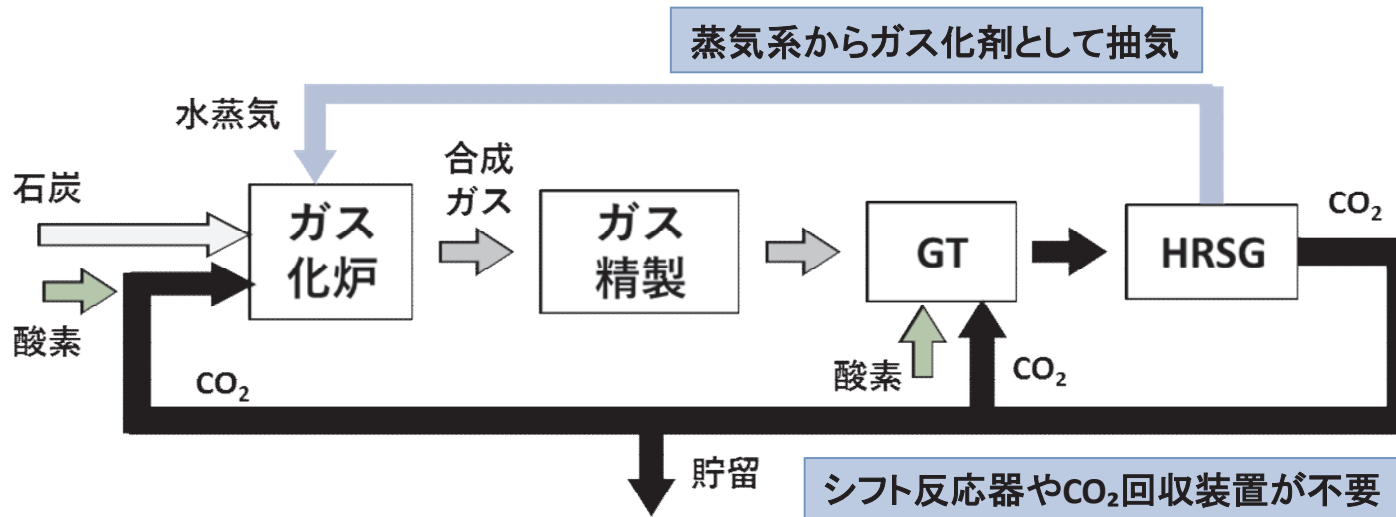 蒸気系からガス化剤として抽気
水蒸気
石炭
合成
ガス
CO₂
ガス
化炉
ガス
精製
GT
HRSG
酸素
CO₂
酸素
CO₂
貯留
シフト反応器やCO₂回収装置が不要